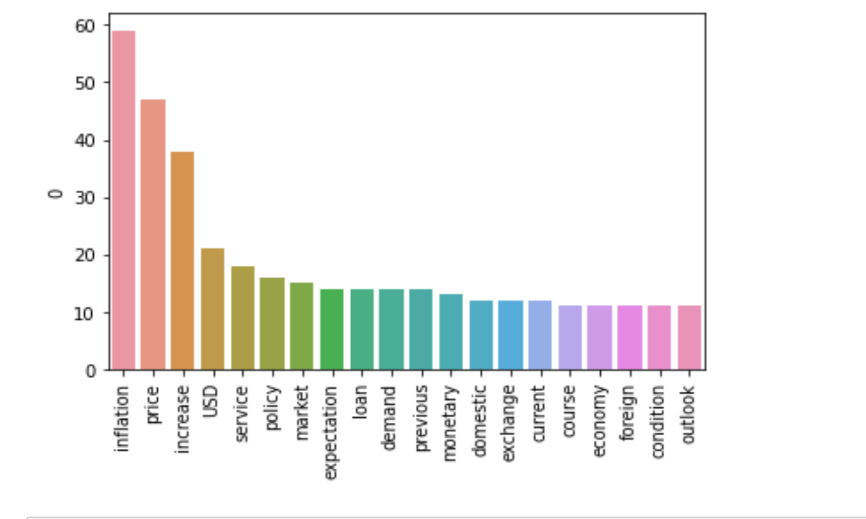 60
50
40
30
20
10
0
0
inflation
price
increase
USD
service
policy
market
expectation
loan
demand
previous
monetary
domestic
exchange
current
course
economy
foreign
condition
outlook